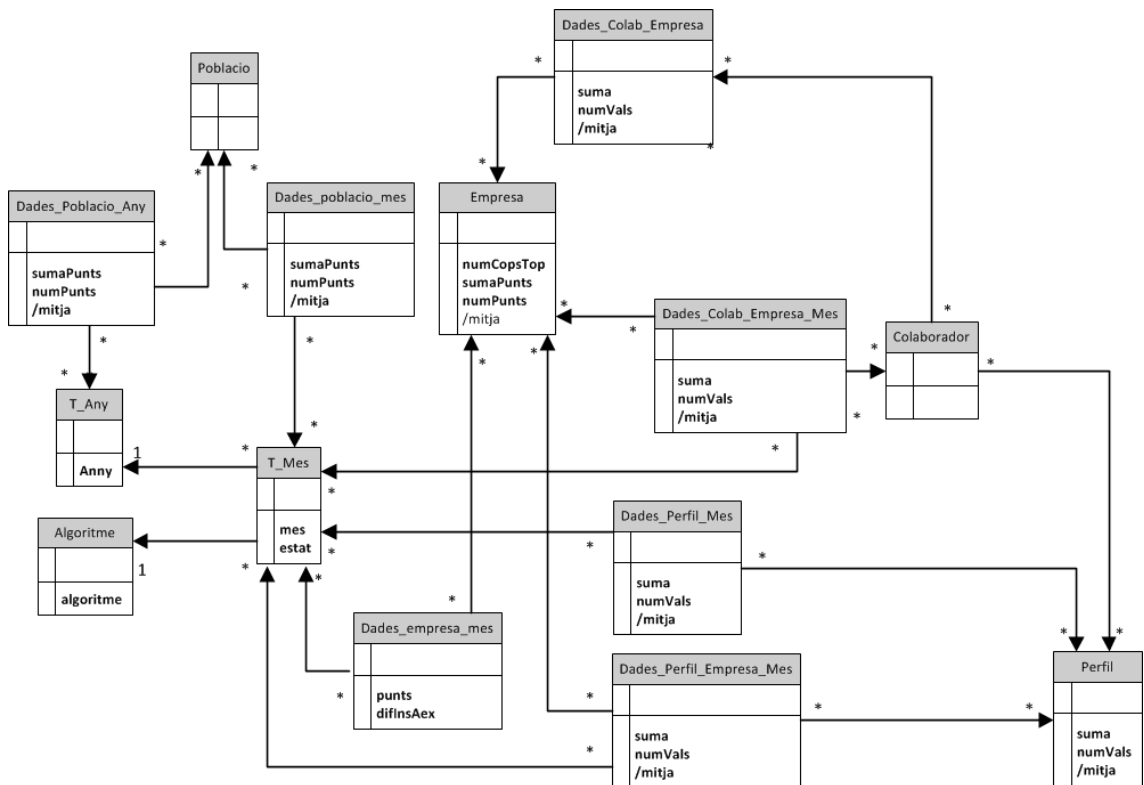 Dades_Colab_Empresa
suma
numVals
/mitja
*
*
*
*
Poblacio
*
*
Dades_Poblacio_Any
sumaPunts
numPunts
/mitja
*
*
Dades_poblacio_mes
sumaPunts
numPunts
/mitja
*
*
Empresa
numCopsTop
sumaPunts
numPunts
/mitja
*
*
*
Dades_Colab_Empresa_Mes
suma
numVals
/mitja
*
*
*
*
Colaborador
*
*
*
T_Any
Anny
1
*
*
T_Mes
mes
estat
*
*
*
*
*
Algoritme
algoritme
1
Dades_Perfil_Mes
suma
numVals
/mitja
*
*
Dades_empresa_mes
punts
difInsAex
*
*
Dades_Perfil_Empresa_Mes
suma
numVals
/mitja
*
*
*
Perfil
suma
numVals
/mitja
*
*
*